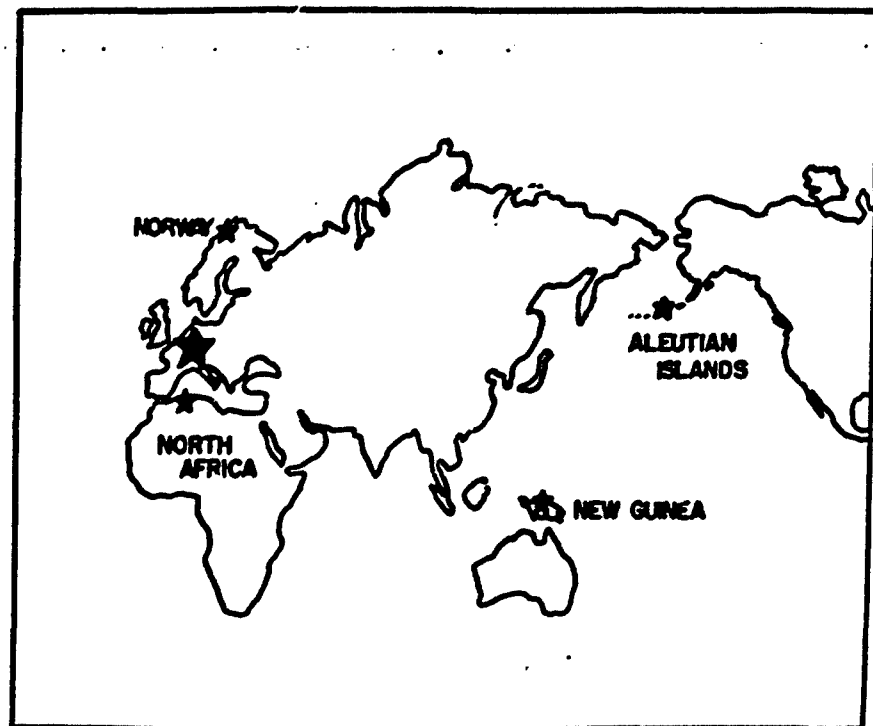 NORWAY
ALEUTIAN
ISLANDS
NORTH
AFRICA
NEW GUINEA